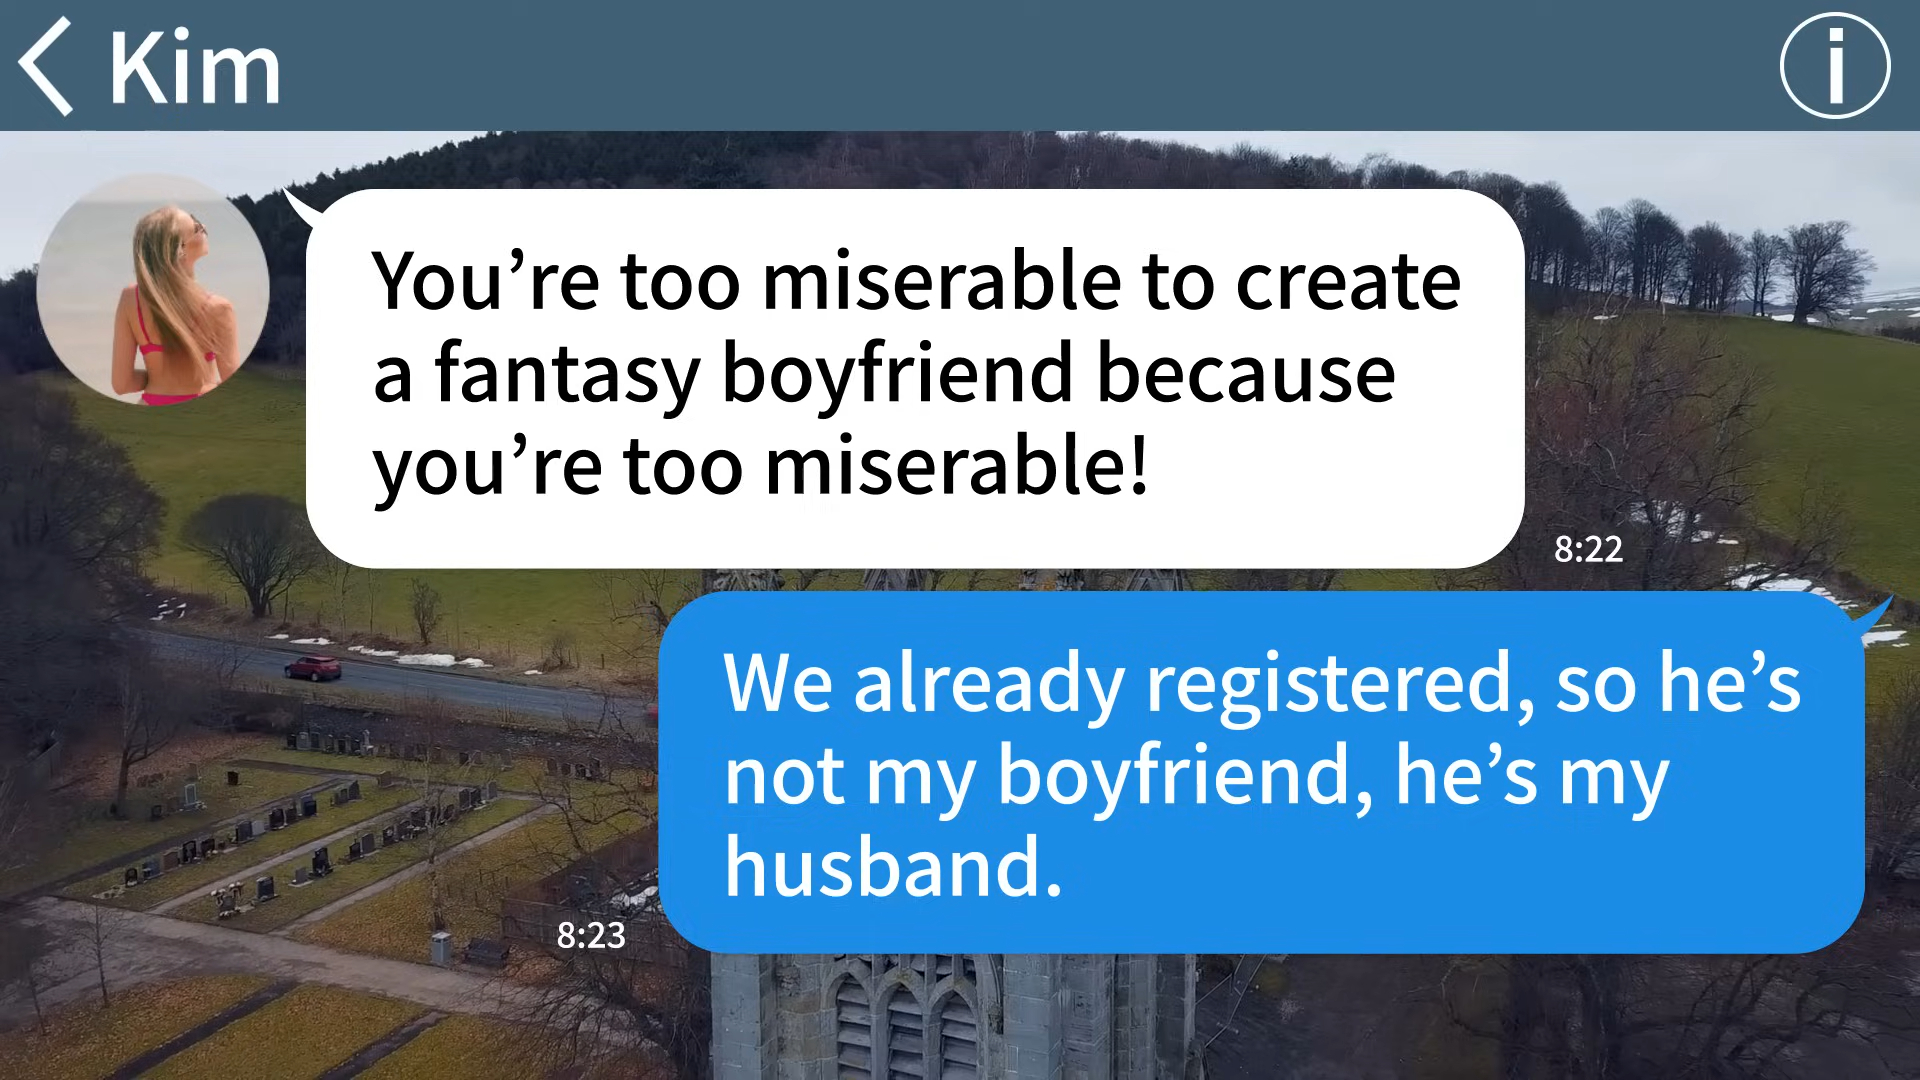 Kim
You’re too miserable to create
a fantasy boyfriend because
you’re too miserable!
8:22
We already registered, so he’s
not my boyfriend, he’s my
husband.
8:23